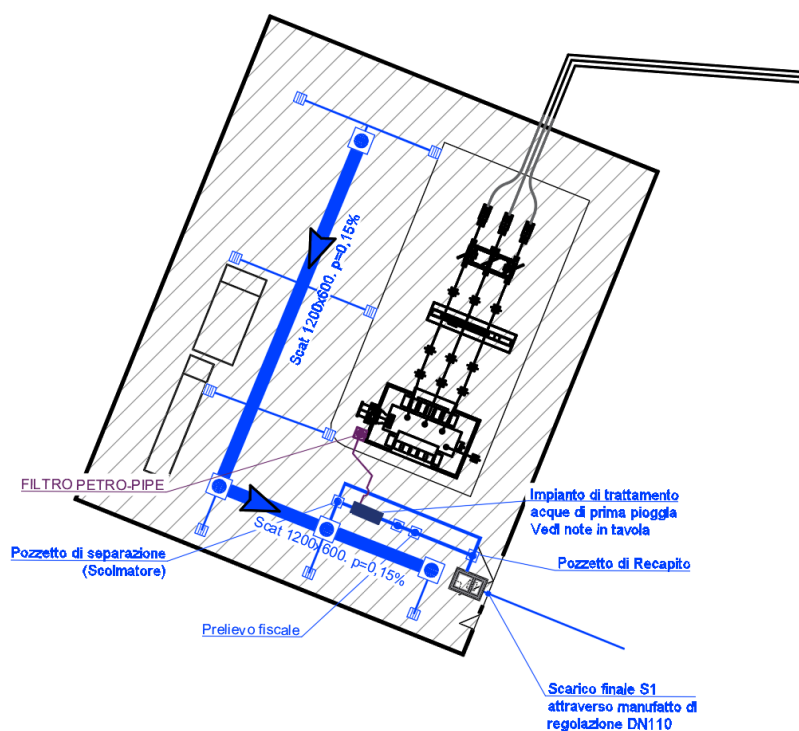 Scat 1200x600. p=0,15%
FILTRO PETRO-PIPE
Impianto di trattamento
acque di prima pioggia
Vedi note in tavola
Scat 1200x600. p=0,15%
Pozzetto di separazione
(Scolmatore)
Pozzetto di Recapito
Prelievo fiscale
Scarico finale S1
attraverso manufatto di
regolazione DN110